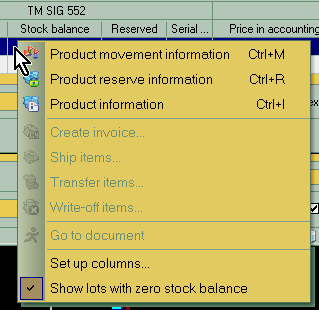 TM SIG 552
Stock balance Reserved Serial ... Price in accounting
Product movement information Ctrl+M
Product reserve information Ctrl+R
Product information Ctrl+I
Create invoice...
Ship items...
Transfer items...
Write-off items...
Go to document
Set up columns...
Show lots with zero stock balance